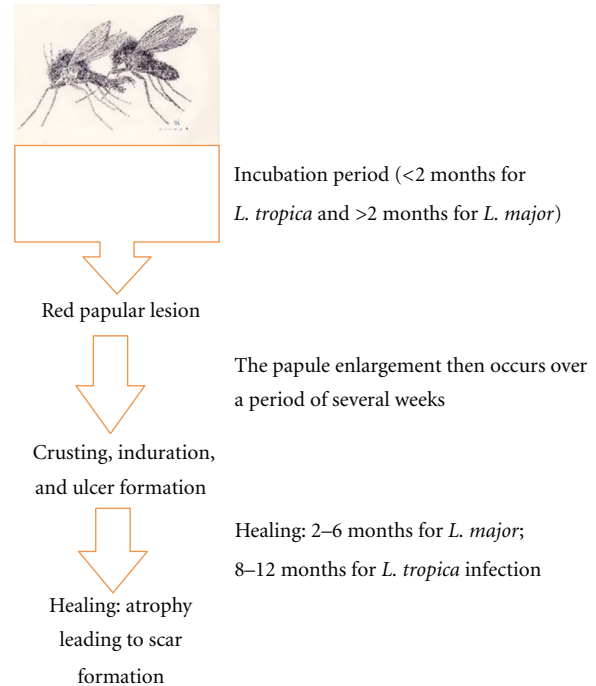 Incubation period (<2 months for
L. tropica and >2 months for L. major)
Red papular lesion
The papule enlargement then occurs over
a period of several weeks
Crusting, induration,
and ulcer formation
Healing: 2–6 months for L. major;
8–12 months for L. tropica infection
Healing: atrophy
leading to scar
formation